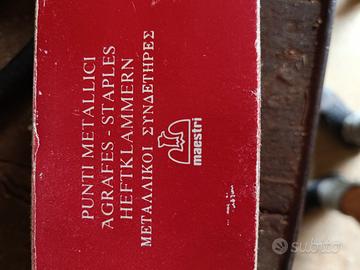 PUNTI METALLICI
AGRAFES - STAPLES
HEFTKLAMMERN
ΜΕΤΑΛΛΙΚΟΙ ΣΥΝΔΕΤΗΡΕΣ
maestri
subito